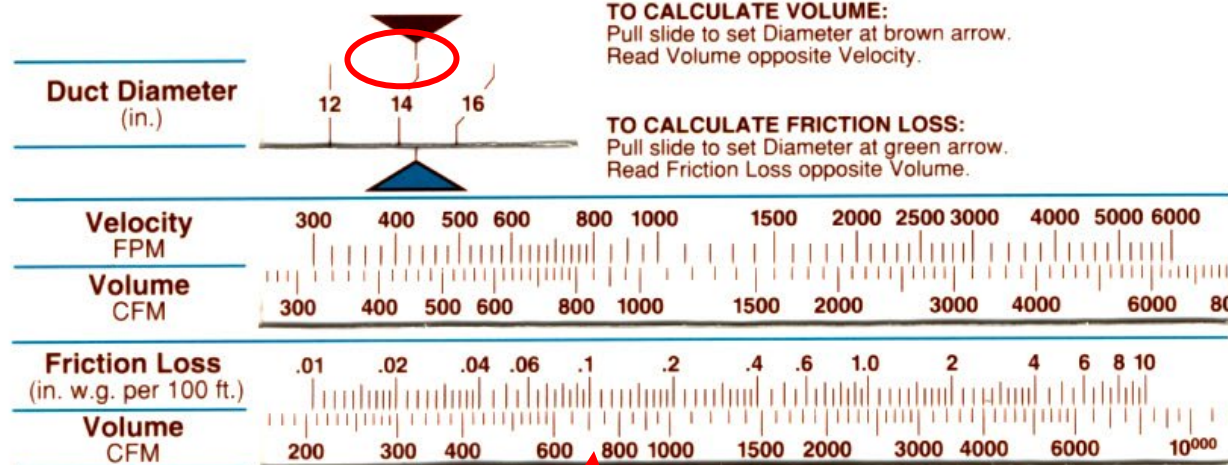 TO CALCULATE VOLUME:
Pull slide to set Diameter at brown arrow.
Read Volume opposite Velocity.
Duct Diameter
(in.)
12 14 16
TO CALCULATE FRICTION LOSS:
Pull slide to set Diameter at green arrow.
Read Friction Loss opposite Volume.
Velocity
FPM
300 400 500 600 800 1000 1500 2000 2500 3000 4000 5000 6000
Volume
CFM
300 400 500 600 800 1000 1500 2000 3000 4000 6000 80
Friction Loss
(in. w.g. per 100 ft.)
.01 .02 .04 .06 .1 .2 .4 .6 1.0 2 4 6 8 10
Volume
CFM
200 300 400 600 800 1000 1500 2000 3000 4000 6000 10000